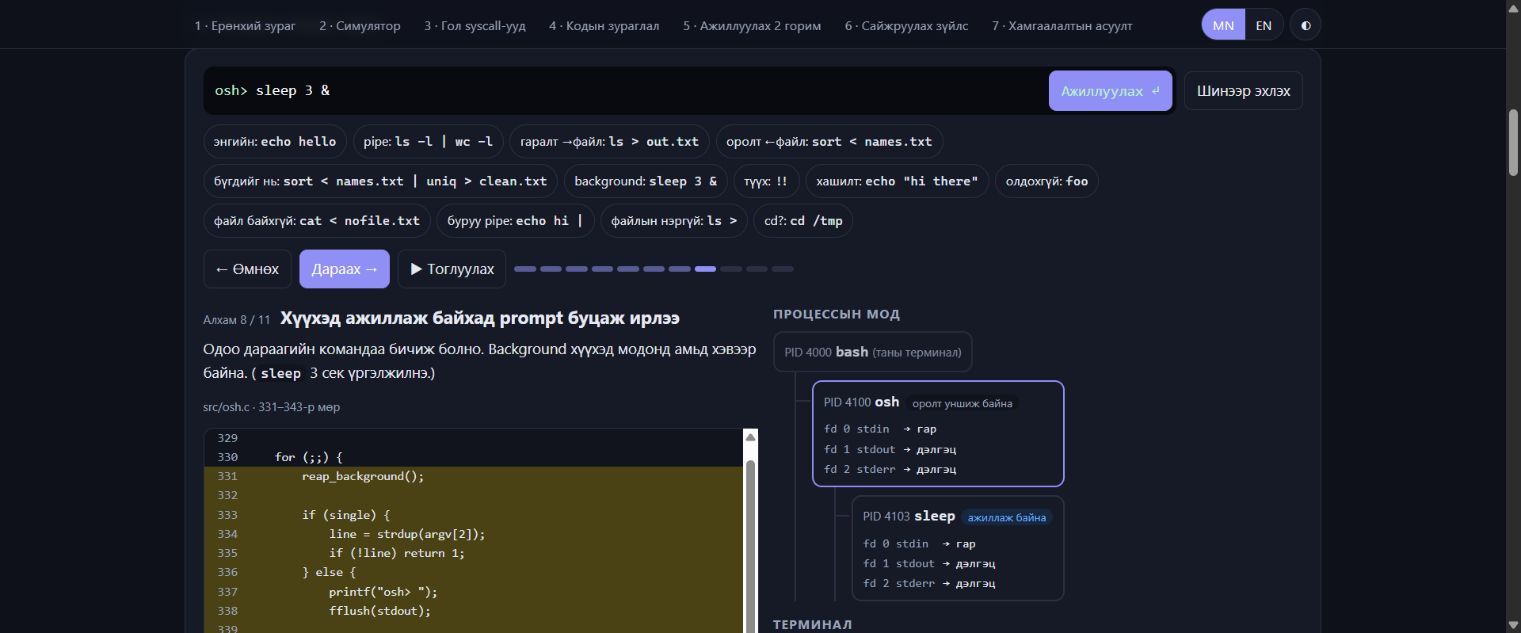 1 · Ерөнхий зураг 2 · Симулятор 3 · Гол syscall-ууд 4 · Кодын зураглал 5 · Ажиллуулах 2 горим 6 · Сайжруулах зүйлс 7 · Хамгаалалтын асуулт MN EN
osh> sleep 3 & Ажиллуулах ↵ Шинээр эхлэх
энгийн: echo hello pipe: ls -l | wc -l гаралт →файл: ls > out.txt оролт ←файл: sort < names.txt
бүгдийг нь: sort < names.txt | uniq > clean.txt background: sleep 3 & түүх: !! хашилт: echo "hi there" олдохгүй: foo
файл байхгүй: cat < nofile.txt буруу pipe: echo hi | файлын нэргүй: ls > cd?: cd /tmp
← Өмнөх Дараах → ▶ Тоглуулах
Алхам 8 / 11 Хүүхэд ажиллаж байхад prompt буцаж ирлээ
Одоо дараагийн командаа бичиж болно. Background хүүхэд модонд амьд хэвээр
байна. ( sleep 3 сек үргэлжилнэ.)
src/osh.c · 331–343-р мөр
329
330 for (;;) {
331 reap_background();
332
333 if (single) {
334 line = strdup(argv[2]);
335 if (!line) return 1;
336 } else {
337 printf("osh> ");
338 fflush(stdout);
339
ПРОЦЕССЫН МОД
PID 4000 bash (таны терминал)
PID 4100 osh оролт уншиж байна
fd 0 stdin → гар
fd 1 stdout → дэлгэц
fd 2 stderr → дэлгэц
PID 4103 sleep ажиллаж байна
fd 0 stdin → гар
fd 1 stdout → дэлгэц
fd 2 stderr → дэлгэц
ТЕРМИНАЛ